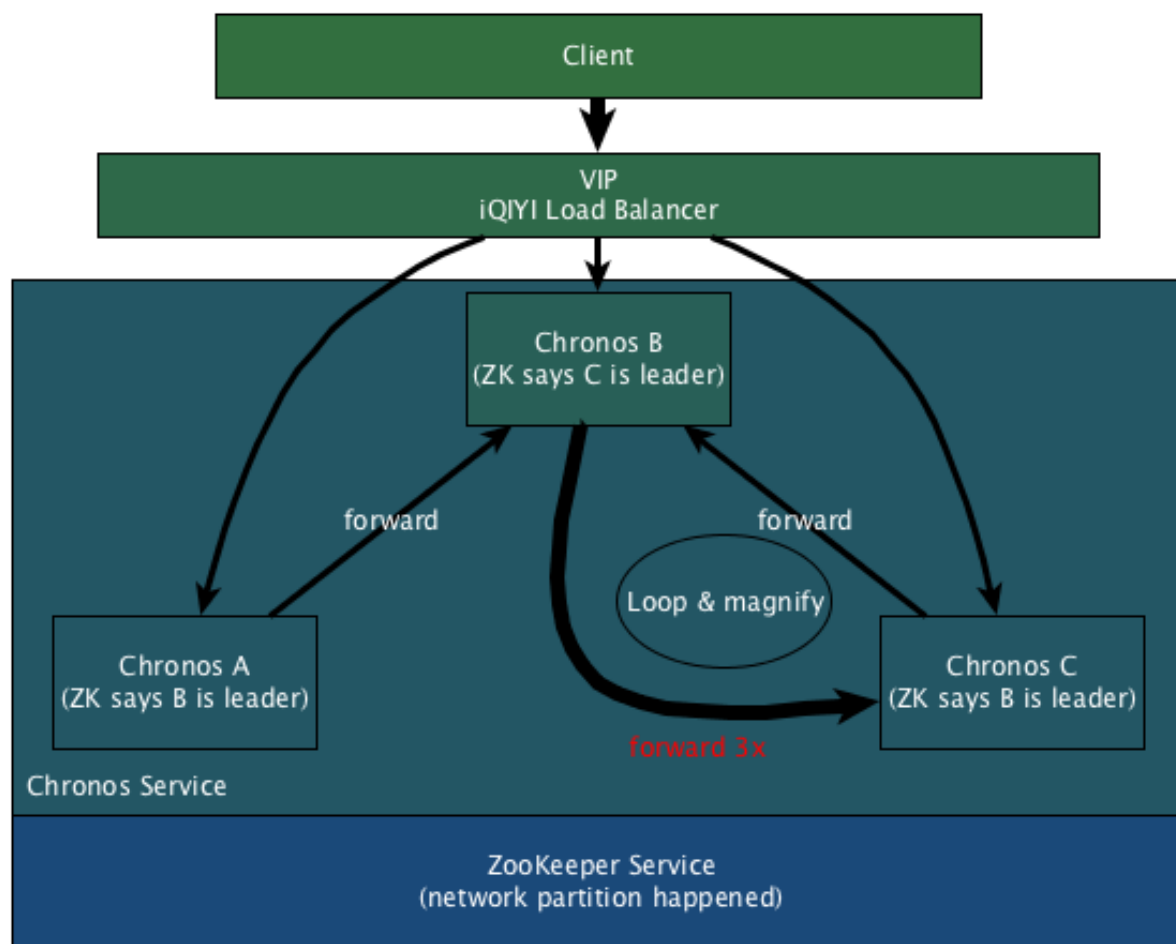 Client
VIP
iQIYI Load Balancer
Chronos B
(ZK says C is leader)
forward
forward
Loop & magnify
Chronos A
(ZK says B is leader)
Chronos C
(ZK says B is leader)
forward 3x
Chronos Service
ZooKeeper Service
(network partition happened)